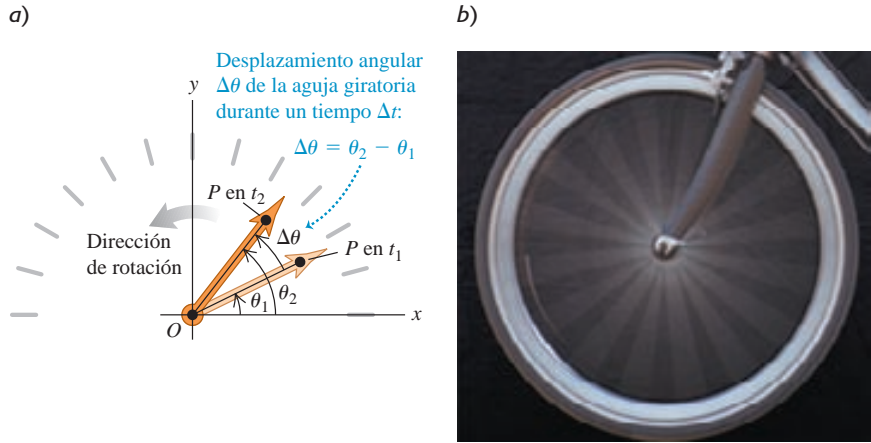 a)
b)
Desplazamiento angular
Δθ de la aguja giratoria
durante un tiempo Δt:
Δθ = θ₂ − θ₁
y
P en t₂
Δθ
Dirección
de rotación
P en t₁
θ₁
θ₂
O
x